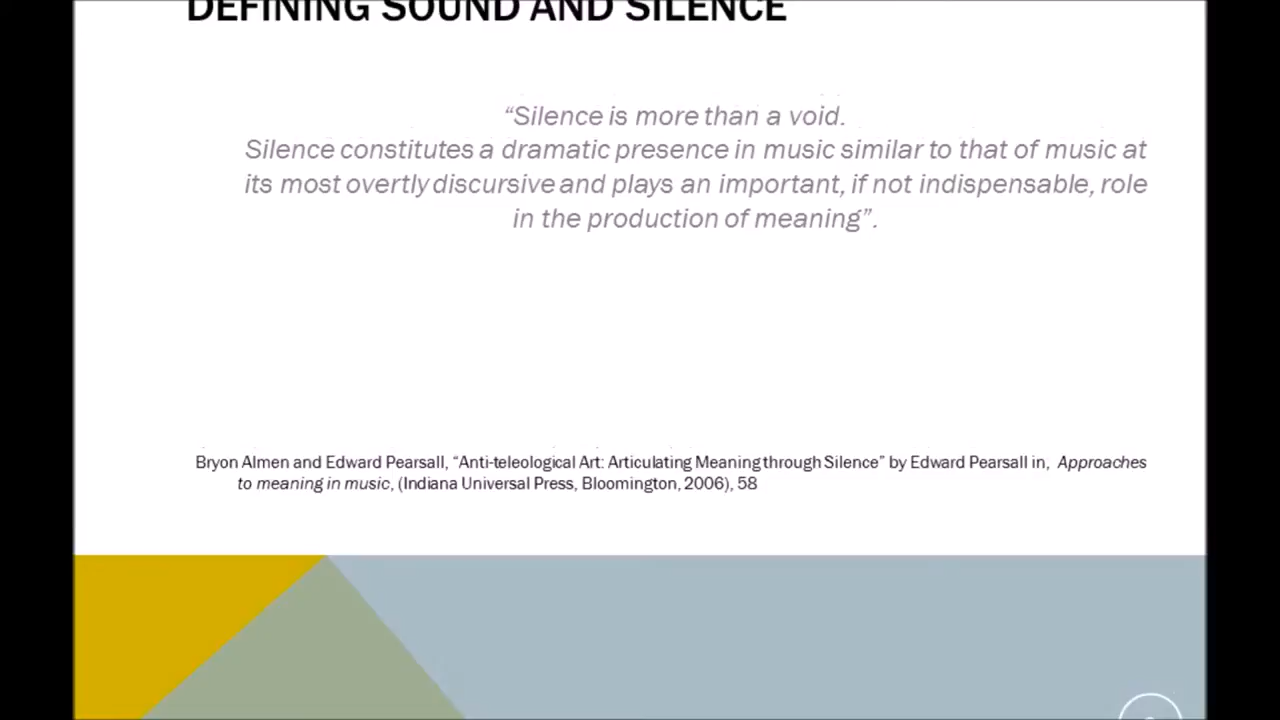 DEFINING SOUND AND SILENCE
“Silence is more than a void.
Silence constitutes a dramatic presence in music similar to that of music at
its most overtly discursive and plays an important, if not indispensable, role
in the production of meaning”.
Bryon Almen and Edward Pearsall, “Anti-teleological Art: Articulating Meaning through Silence” by Edward Pearsall in, Approaches
to meaning in music, (Indiana Universal Press, Bloomington, 2006), 58